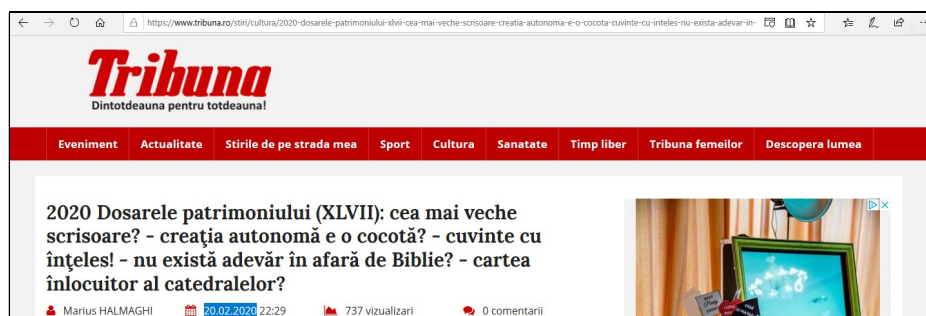 https://www.tribuna.ro/stiri/cultura/2020-dosarele-patrimoniului-xlvii-cea-mai-veche-scrisoare-creatia-autonoma-e-o-cocota-cuvinte-cu-inteles-nu-exista-adevar-in-
Tribuna
Dintotdeauna pentru totdeauna!
Eveniment Actualitate Stirile de pe strada mea Sport Cultura Sanatate Timp liber Tribuna femeilor Descopera lumea
2020 Dosarele patrimoniului (XLVII): cea mai veche
scrisoare? - creaţia autonomă e o cocotă? - cuvinte cu
înţeles! - nu există adevăr în afară de Biblie? - cartea
înlocuitor al catedralelor?
Marius HALMAGHI 20.02.2020 22:29 737 vizualizari 0 comentarii